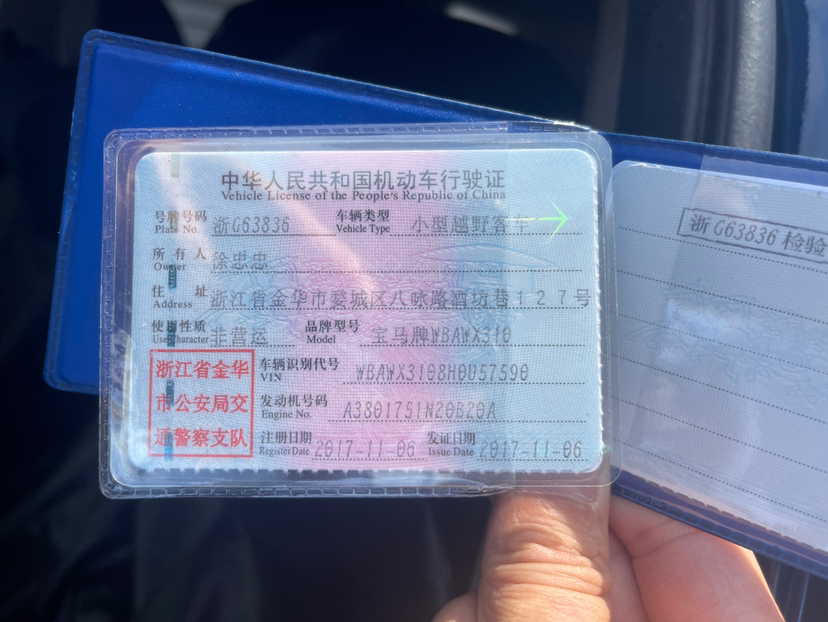 中华人民共和国机动车行驶证
Vehicle License of the People's Republic of China
号牌号码 浙G63836 车辆类型 小型越野客车
Plate No. Vehicle Type
所有人 徐忠忠
Owner
住址 浙江省金华市婺城区八咏路酒坊巷127号
Address
使用性质 非营运 品牌型号 宝马牌WBAWX310
Use Character Model
浙江省金华
市公安局交
通警察支队
车辆识别代号 WBAWX3108H0U57590
VIN
发动机号码 A3801751N20B20A
Engine No.
注册日期 2017-11-06 发证日期 2017-11-06
Register Date Issue Date
浙G63836 检验